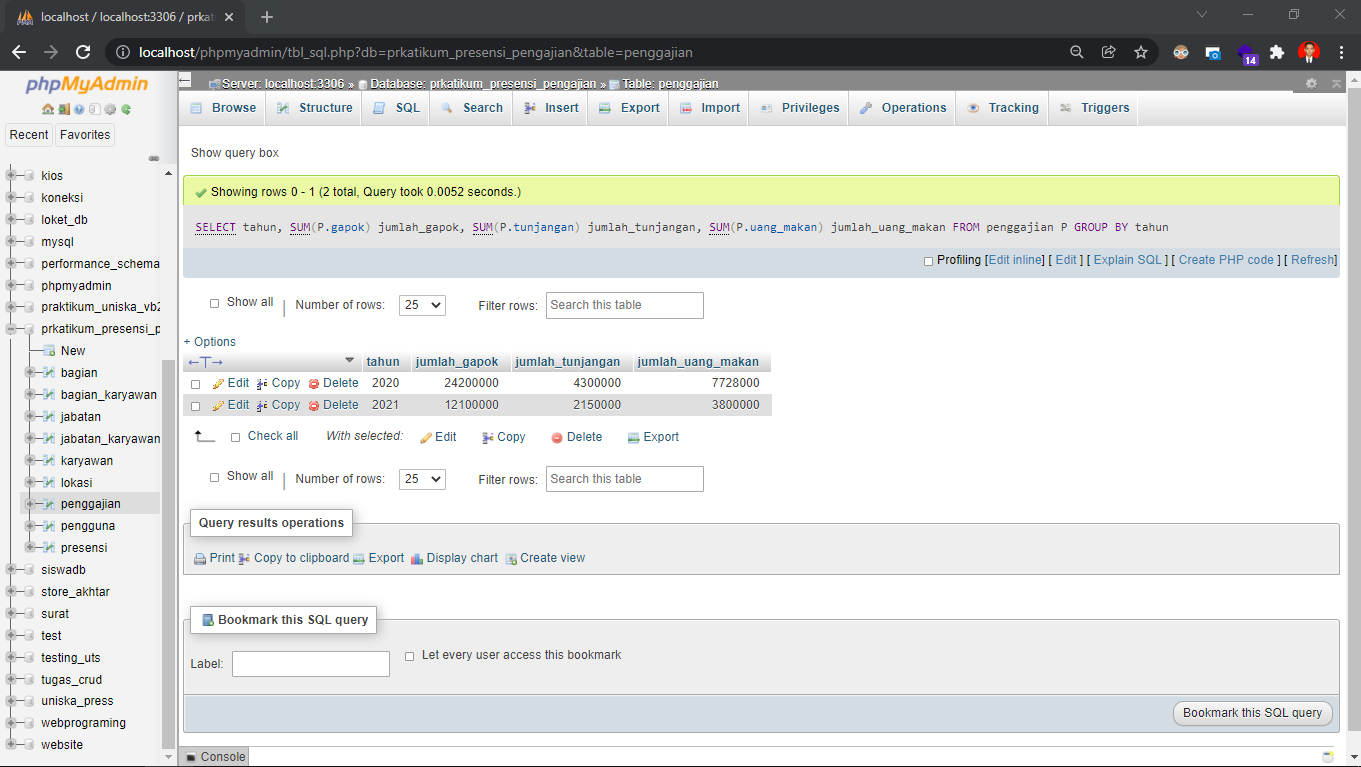 localhost / localhost:3306 / prkat
localhost/phpmyadmin/tbl_sql.php?db=prkatikum_presensi_pengajian&table=penggajian
14
phpMyAdmin
Recent Favorites
kios
koneksi
loket_db
mysql
performance_schema
phpmyadmin
praktikum_uniska_vb2
prkatikum_presensi_p
New
bagian
bagian_karyawan
jabatan
jabatan_karyawan
karyawan
lokasi
penggajian
pengguna
presensi
siswadb
store_akhtar
surat
test
testing_uts
tugas_crud
uniska_press
webprograming
website
Server: localhost:3306 » Database: prkatikum_presensi_pengajian » Table: penggajian
Browse Structure SQL Search Insert Export Import Privileges Operations Tracking Triggers
Show query box
Showing rows 0 - 1 (2 total, Query took 0.0052 seconds.)
SELECT tahun, SUM(P.gapok) jumlah_gapok, SUM(P.tunjangan) jumlah_tunjangan, SUM(P.uang_makan) jumlah_uang_makan FROM penggajian P GROUP BY tahun
Profiling [Edit inline] [ Edit ] [ Explain SQL ] [ Create PHP code ] [ Refresh]
Show all | Number of rows: 25 Filter rows: Search this table
+ Options
←T→ tahun jumlah_gapok jumlah_tunjangan jumlah_uang_makan
Edit Copy Delete 2020 24200000 4300000 7728000
Edit Copy Delete 2021 12100000 2150000 3800000
Check all With selected: Edit Copy Delete Export
Show all | Number of rows: 25 Filter rows: Search this table
Query results operations
Print Copy to clipboard Export Display chart Create view
Bookmark this SQL query
Label: Let every user access this bookmark
Bookmark this SQL query
Console